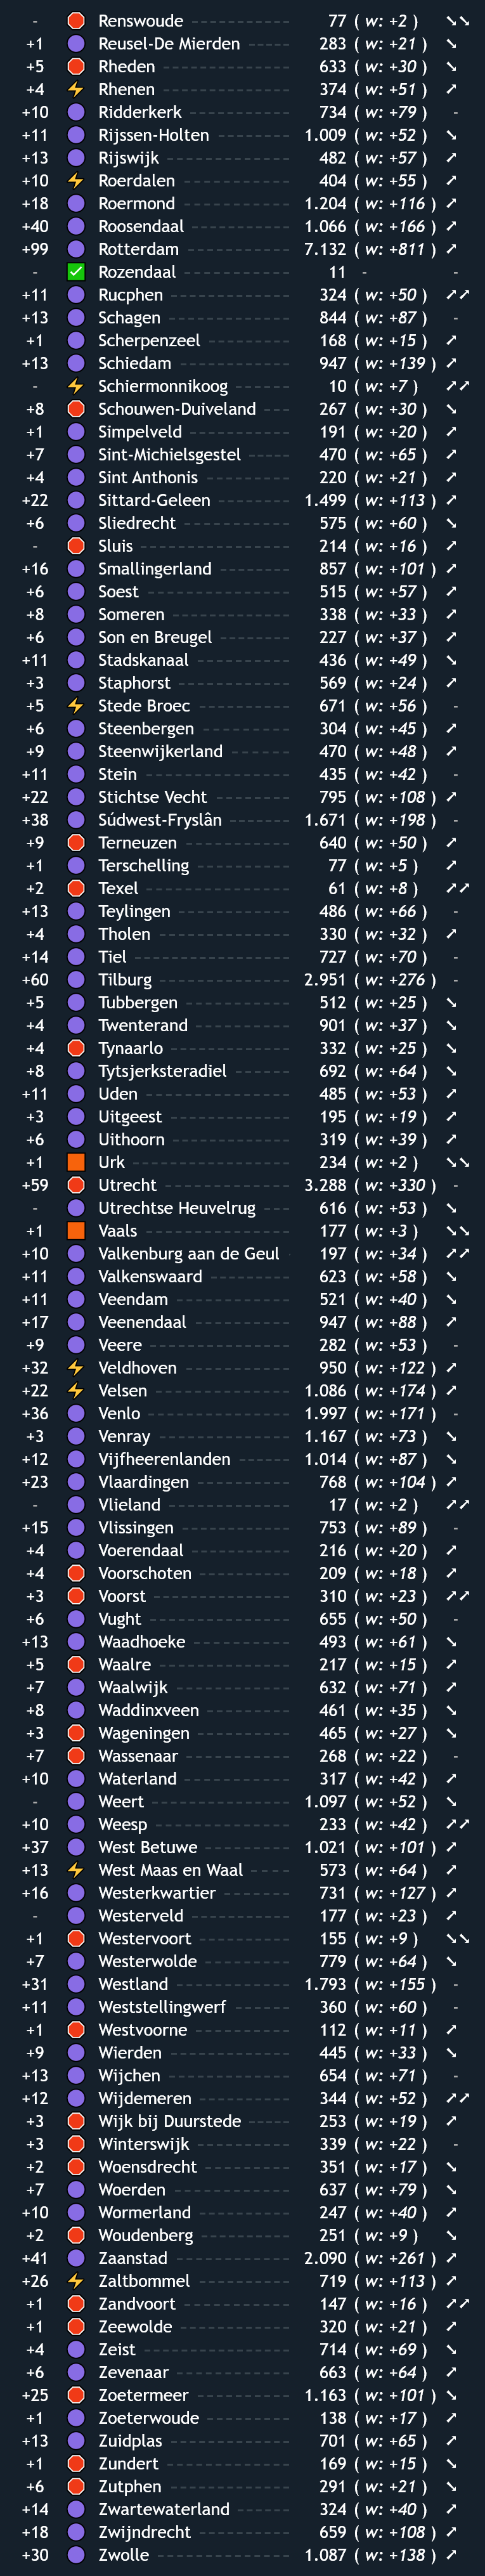 - Renswoude 77 ( w: +2 ) ↘↘
+1 Reusel-De Mierden 283 ( w: +21 ) ↘
+5 Rheden 633 ( w: +30 ) ↘
+4 Rhenen 374 ( w: +51 ) ↗
+10 Ridderkerk 734 ( w: +79 ) -
+11 Rijssen-Holten 1.009 ( w: +52 ) ↘
+13 Rijswijk 482 ( w: +57 ) ↗
+10 Roerdalen 404 ( w: +55 ) ↗
+18 Roermond 1.204 ( w: +116 ) ↗
+40 Roosendaal 1.066 ( w: +166 ) ↗
+99 Rotterdam 7.132 ( w: +811 ) ↗
- Rozendaal 11 - -
+11 Rucphen 324 ( w: +50 ) ↗↗
+13 Schagen 844 ( w: +87 ) -
+1 Scherpenzeel 168 ( w: +15 ) ↗
+13 Schiedam 947 ( w: +139 ) ↗
- Schiermonnikoog 10 ( w: +7 ) ↗↗
+8 Schouwen-Duiveland 267 ( w: +30 ) ↘
+1 Simpelveld 191 ( w: +20 ) ↗
+7 Sint-Michielsgestel 470 ( w: +65 ) ↗
+4 Sint Anthonis 220 ( w: +21 ) ↗
+22 Sittard-Geleen 1.499 ( w: +113 ) ↗
+6 Sliedrecht 575 ( w: +60 ) ↘
- Sluis 214 ( w: +16 ) ↗
+16 Smallingerland 857 ( w: +101 ) ↗
+6 Soest 515 ( w: +57 ) ↗
+8 Someren 338 ( w: +33 ) ↗
+6 Son en Breugel 227 ( w: +37 ) ↗
+11 Stadskanaal 436 ( w: +49 ) ↘
+3 Staphorst 569 ( w: +24 ) ↗
+5 Stede Broec 671 ( w: +56 ) -
+6 Steenbergen 304 ( w: +45 ) ↗
+9 Steenwijkerland 470 ( w: +48 ) ↗
+11 Stein 435 ( w: +42 ) -
+22 Stichtse Vecht 795 ( w: +108 ) ↗
+38 Súdwest-Fryslân 1.671 ( w: +198 ) -
+9 Terneuzen 640 ( w: +50 ) ↗
+1 Terschelling 77 ( w: +5 ) ↗
+2 Texel 61 ( w: +8 ) ↗↗
+13 Teylingen 486 ( w: +66 ) -
+4 Tholen 330 ( w: +32 ) ↗
+14 Tiel 727 ( w: +70 ) -
+60 Tilburg 2.951 ( w: +276 ) -
+5 Tubbergen 512 ( w: +25 ) ↘
+4 Twenterand 901 ( w: +37 ) ↘
+4 Tynaarlo 332 ( w: +25 ) ↘
+8 Tytsjerksteradiel 692 ( w: +64 ) ↘
+11 Uden 485 ( w: +53 ) ↗
+3 Uitgeest 195 ( w: +19 ) ↗
+6 Uithoorn 319 ( w: +39 ) ↗
+1 Urk 234 ( w: +2 ) ↘↘
+59 Utrecht 3.288 ( w: +330 ) -
- Utrechtse Heuvelrug 616 ( w: +53 ) ↘
+1 Vaals 177 ( w: +3 ) ↘↘
+10 Valkenburg aan de Geul 197 ( w: +34 ) ↗↗
+11 Valkenswaard 623 ( w: +58 ) ↘
+11 Veendam 521 ( w: +40 ) ↘
+17 Veenendaal 947 ( w: +88 ) ↗
+9 Veere 282 ( w: +53 ) -
+32 Veldhoven 950 ( w: +122 ) ↗
+22 Velsen 1.086 ( w: +174 ) ↗
+36 Venlo 1.997 ( w: +171 ) -
+3 Venray 1.167 ( w: +73 ) ↘
+12 Vijfheerenlanden 1.014 ( w: +87 ) ↘
+23 Vlaardingen 768 ( w: +104 ) ↗
- Vlieland 17 ( w: +2 ) ↗↗
+15 Vlissingen 753 ( w: +89 ) -
+4 Voerendaal 216 ( w: +20 ) ↗
+4 Voorschoten 209 ( w: +18 ) ↗
+3 Voorst 310 ( w: +23 ) ↗↗
+6 Vught 655 ( w: +50 ) -
+13 Waadhoeke 493 ( w: +61 ) ↘
+5 Waalre 217 ( w: +15 ) ↗
+7 Waalwijk 632 ( w: +71 ) ↗
+8 Waddinxveen 461 ( w: +35 ) ↘
+3 Wageningen 465 ( w: +27 ) ↘
+7 Wassenaar 268 ( w: +22 ) -
+10 Waterland 317 ( w: +42 ) ↗
- Weert 1.097 ( w: +52 ) ↘
+10 Weesp 233 ( w: +42 ) ↗↗
+37 West Betuwe 1.021 ( w: +101 ) ↗
+13 West Maas en Waal 573 ( w: +64 ) ↗
+16 Westerkwartier 731 ( w: +127 ) ↗
- Westerveld 177 ( w: +23 ) ↗
+1 Westervoort 155 ( w: +9 ) ↘↘
+7 Westerwolde 779 ( w: +64 ) ↘
+31 Westland 1.793 ( w: +155 ) -
+11 Weststellingwerf 360 ( w: +60 ) -
+1 Westvoorne 112 ( w: +11 ) ↗
+9 Wierden 445 ( w: +33 ) ↘
+13 Wijchen 654 ( w: +71 ) -
+12 Wijdemeren 344 ( w: +52 ) ↗↗
+3 Wijk bij Duurstede 253 ( w: +19 ) ↗
+3 Winterswijk 339 ( w: +22 ) -
+2 Woensdrecht 351 ( w: +17 ) ↘
+7 Woerden 637 ( w: +79 ) ↘
+10 Wormerland 247 ( w: +40 ) ↗
+2 Woudenberg 251 ( w: +9 ) ↘
+41 Zaanstad 2.090 ( w: +261 ) ↗
+26 Zaltbommel 719 ( w: +113 ) ↗
+1 Zandvoort 147 ( w: +16 ) ↗↗
+1 Zeewolde 320 ( w: +21 ) ↗
+4 Zeist 714 ( w: +69 ) ↘
+6 Zevenaar 663 ( w: +64 ) ↗
+25 Zoetermeer 1.163 ( w: +101 ) ↘
+1 Zoeterwoude 138 ( w: +17 ) ↗
+13 Zuidplas 701 ( w: +65 ) ↗
+1 Zundert 169 ( w: +15 ) ↘
+6 Zutphen 291 ( w: +21 ) ↘
+14 Zwartewaterland 324 ( w: +40 ) ↗
+18 Zwijndrecht 659 ( w: +108 ) ↗
+30 Zwolle 1.087 ( w: +138 ) ↗